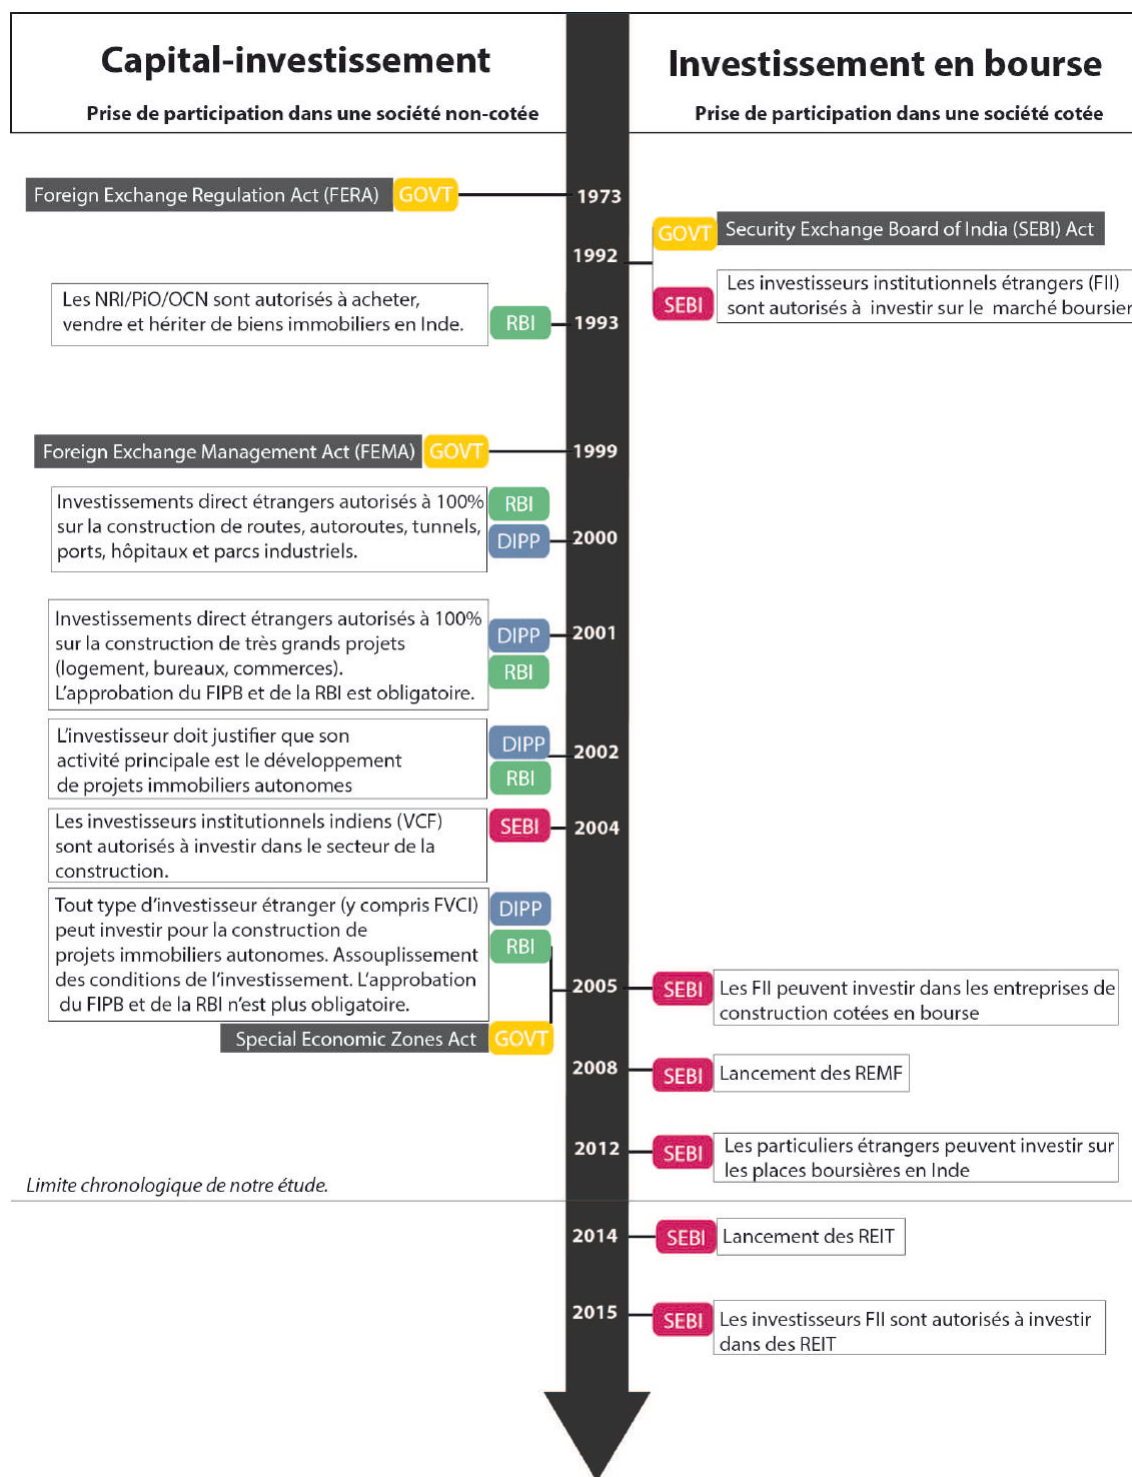 Capital-investissement
Prise de participation dans une société non-cotée
Investissement en bourse
Prise de participation dans une société cotée
Foreign Exchange Regulation Act (FERA) GOVT
1973
GOVT Security Exchange Board of India (SEBI) Act
1992
SEBI Les investisseurs institutionnels étrangers (FII)
sont autorisés à investir sur le marché boursier
Les NRI/PiO/OCN sont autorisés à acheter,
vendre et hériter de biens immobiliers en Inde.
RBI
1993
Foreign Exchange Management Act (FEMA) GOVT
1999
Investissements direct étrangers autorisés à 100%
sur la construction de routes, autoroutes, tunnels,
ports, hôpitaux et parcs industriels.
RBI
DIPP
2000
Investissements direct étrangers autorisés à 100%
sur la construction de très grands projets
(logement, bureaux, commerces).
L'approbation du FIPB et de la RBI est obligatoire.
DIPP
RBI
2001
L'investisseur doit justifier que son
activité principale est le développement
de projets immobiliers autonomes
DIPP
RBI
2002
Les investisseurs institutionnels indiens (VCF)
sont autorisés à investir dans le secteur de la
construction.
SEBI
2004
Tout type d'investisseur étranger (y compris FVCI)
peut investir pour la construction de
projets immobiliers autonomes. Assouplissement
des conditions de l'investissement. L'approbation
du FIPB et de la RBI n'est plus obligatoire.
DIPP
RBI
Special Economic Zones Act GOVT
2005
SEBI Les FII peuvent investir dans les entreprises de
construction cotées en bourse
2008
SEBI Lancement des REMF
2012
SEBI Les particuliers étrangers peuvent investir sur
les places boursières en Inde
Limite chronologique de notre étude.
2014
SEBI Lancement des REIT
2015
SEBI Les investisseurs FII sont autorisés à investir
dans des REIT